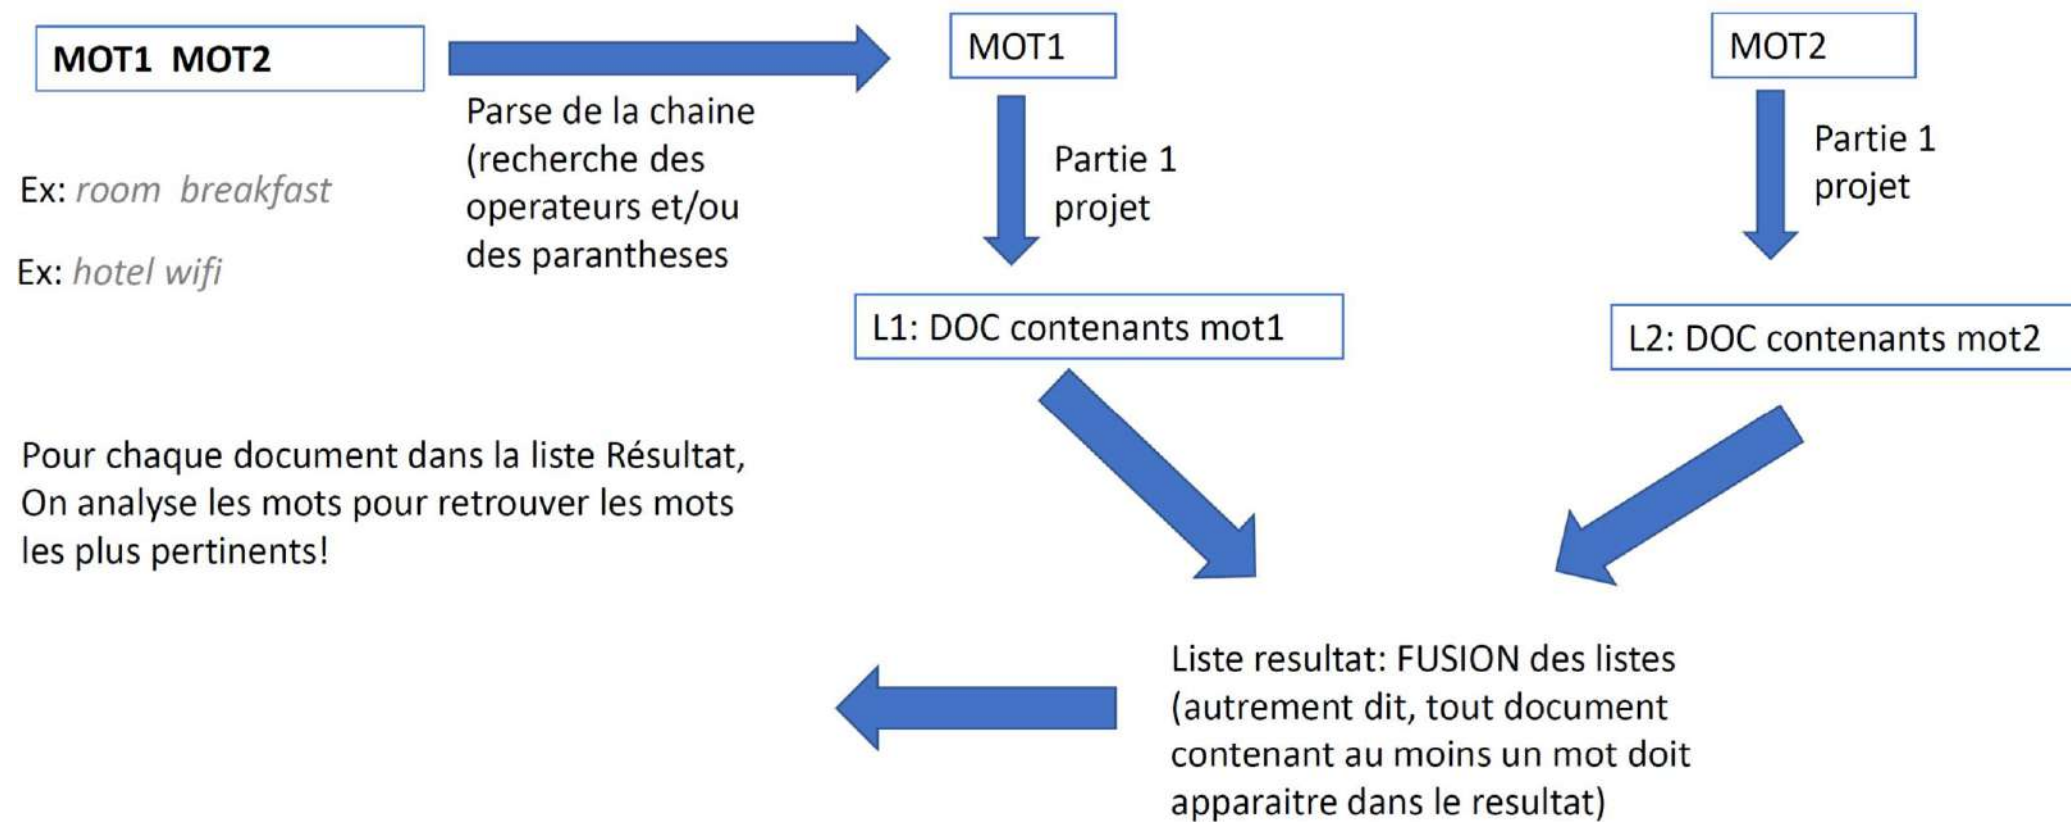 MOT1  MOT2
Ex: room  breakfast
Ex: hotel wifi
Parse de la chaine
(recherche des
operateurs et/ou
des parantheses
MOT1
Partie 1
projet
L1: DOC contenants mot1
MOT2
Partie 1
projet
L2: DOC contenants mot2
Liste resultat: FUSION des listes
(autrement dit, tout document
contenant au moins un mot doit
apparaitre dans le resultat)
Pour chaque document dans la liste Résultat,
On analyse les mots pour retrouver les mots
les plus pertinents!